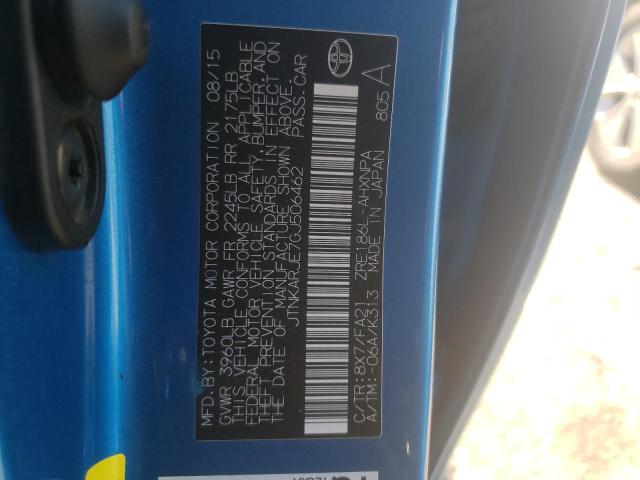 MFD.BY:TOYOTA MOTOR CORPORATION 08/15
GVWR 3960LB GAWR FR 2245LB RR 2175LB
THIS VEHICLE CONFORMS TO ALL APPLICABLE
FEDERAL MOTOR VEHICLE SAFETY, BUMPER, AND
THEFT PREVENTION STANDARDS IN EFFECT ON
THE DATE OF MANUFACTURE SHOWN ABOVE.
JTNKARJE7GJ506462 PASS. CAR
C/TR:8X7/FA21 ZRE186L-AHXNPA
A/TM:-06A/K313 MADE IN JAPAN
805 A